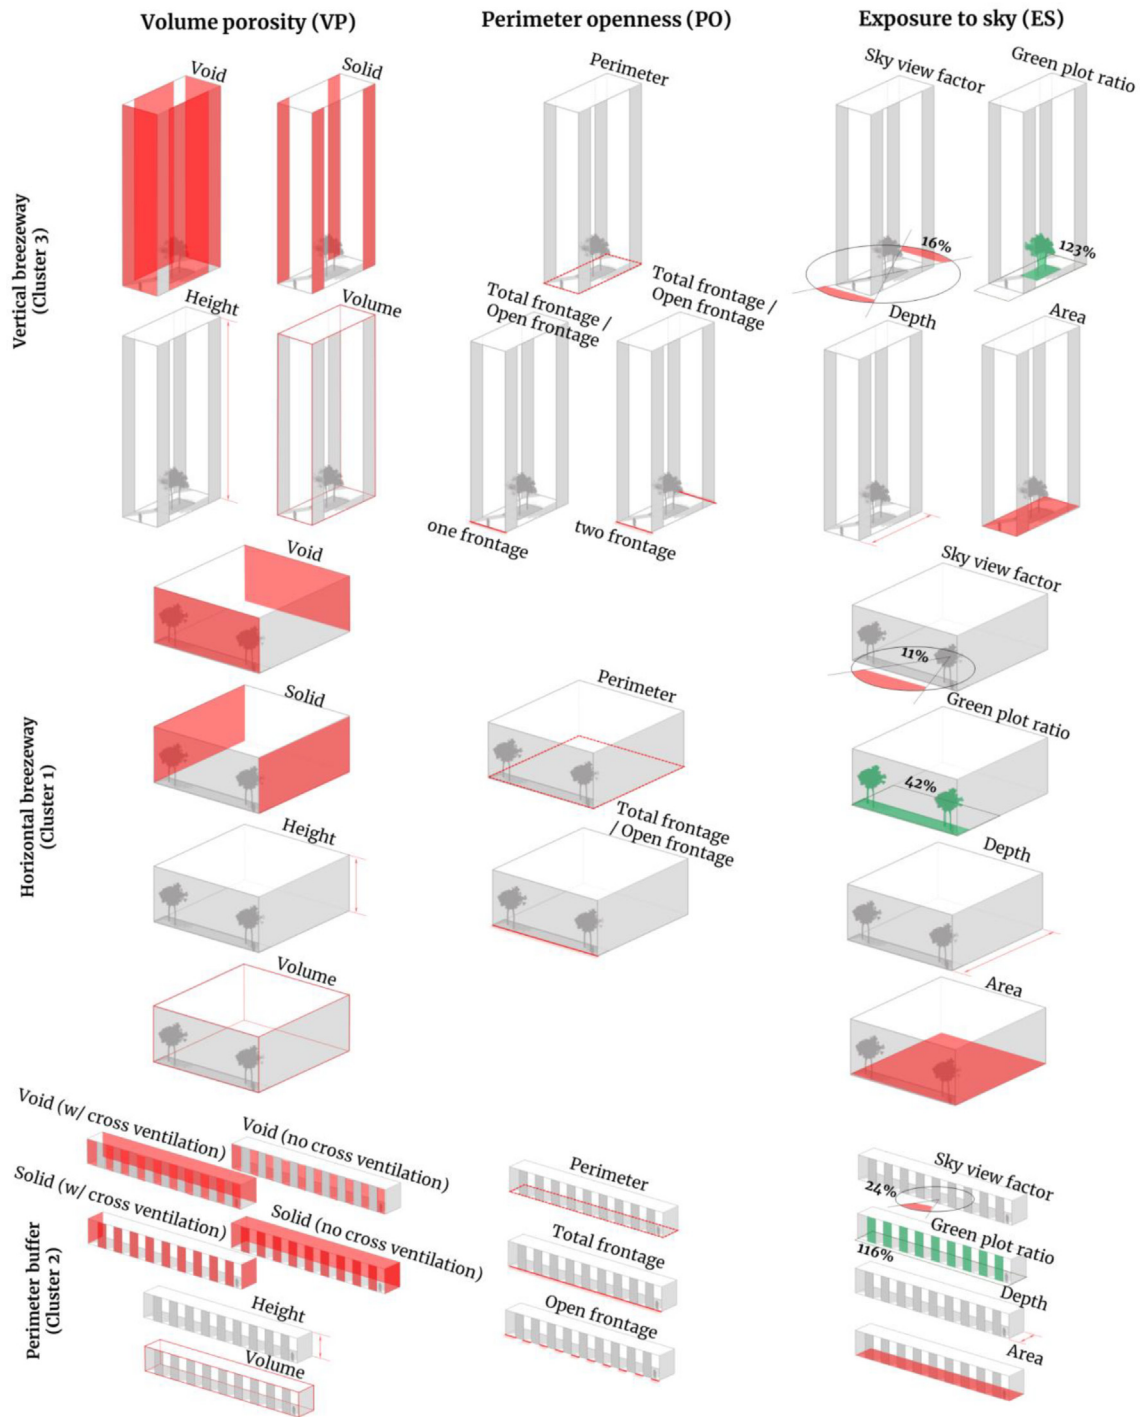 Volume porosity (VP)
Perimeter openness (PO)
Exposure to sky (ES)
Vertical breezeway
(Cluster 3)
Void
Solid
Perimeter
Sky view factor
Green plot ratio
16%
123%
Height
Volume
Total frontage /
Open frontage
Total frontage /
Open frontage
Depth
Area
one frontage
two frontage
Horizontal breezeway
(Cluster 1)
Void
Sky view factor
11%
Solid
Perimeter
Green plot ratio
42%
Height
Total frontage
/ Open frontage
Depth
Volume
Area
Perimeter buffer
(Cluster 2)
Void (w/ cross ventilation)
Void (no cross ventilation)
Perimeter
Sky view factor
24%
Solid (w/ cross ventilation)
Solid (no cross ventilation)
Total frontage
Green plot ratio
116%
Height
Open frontage
Depth
Volume
Area